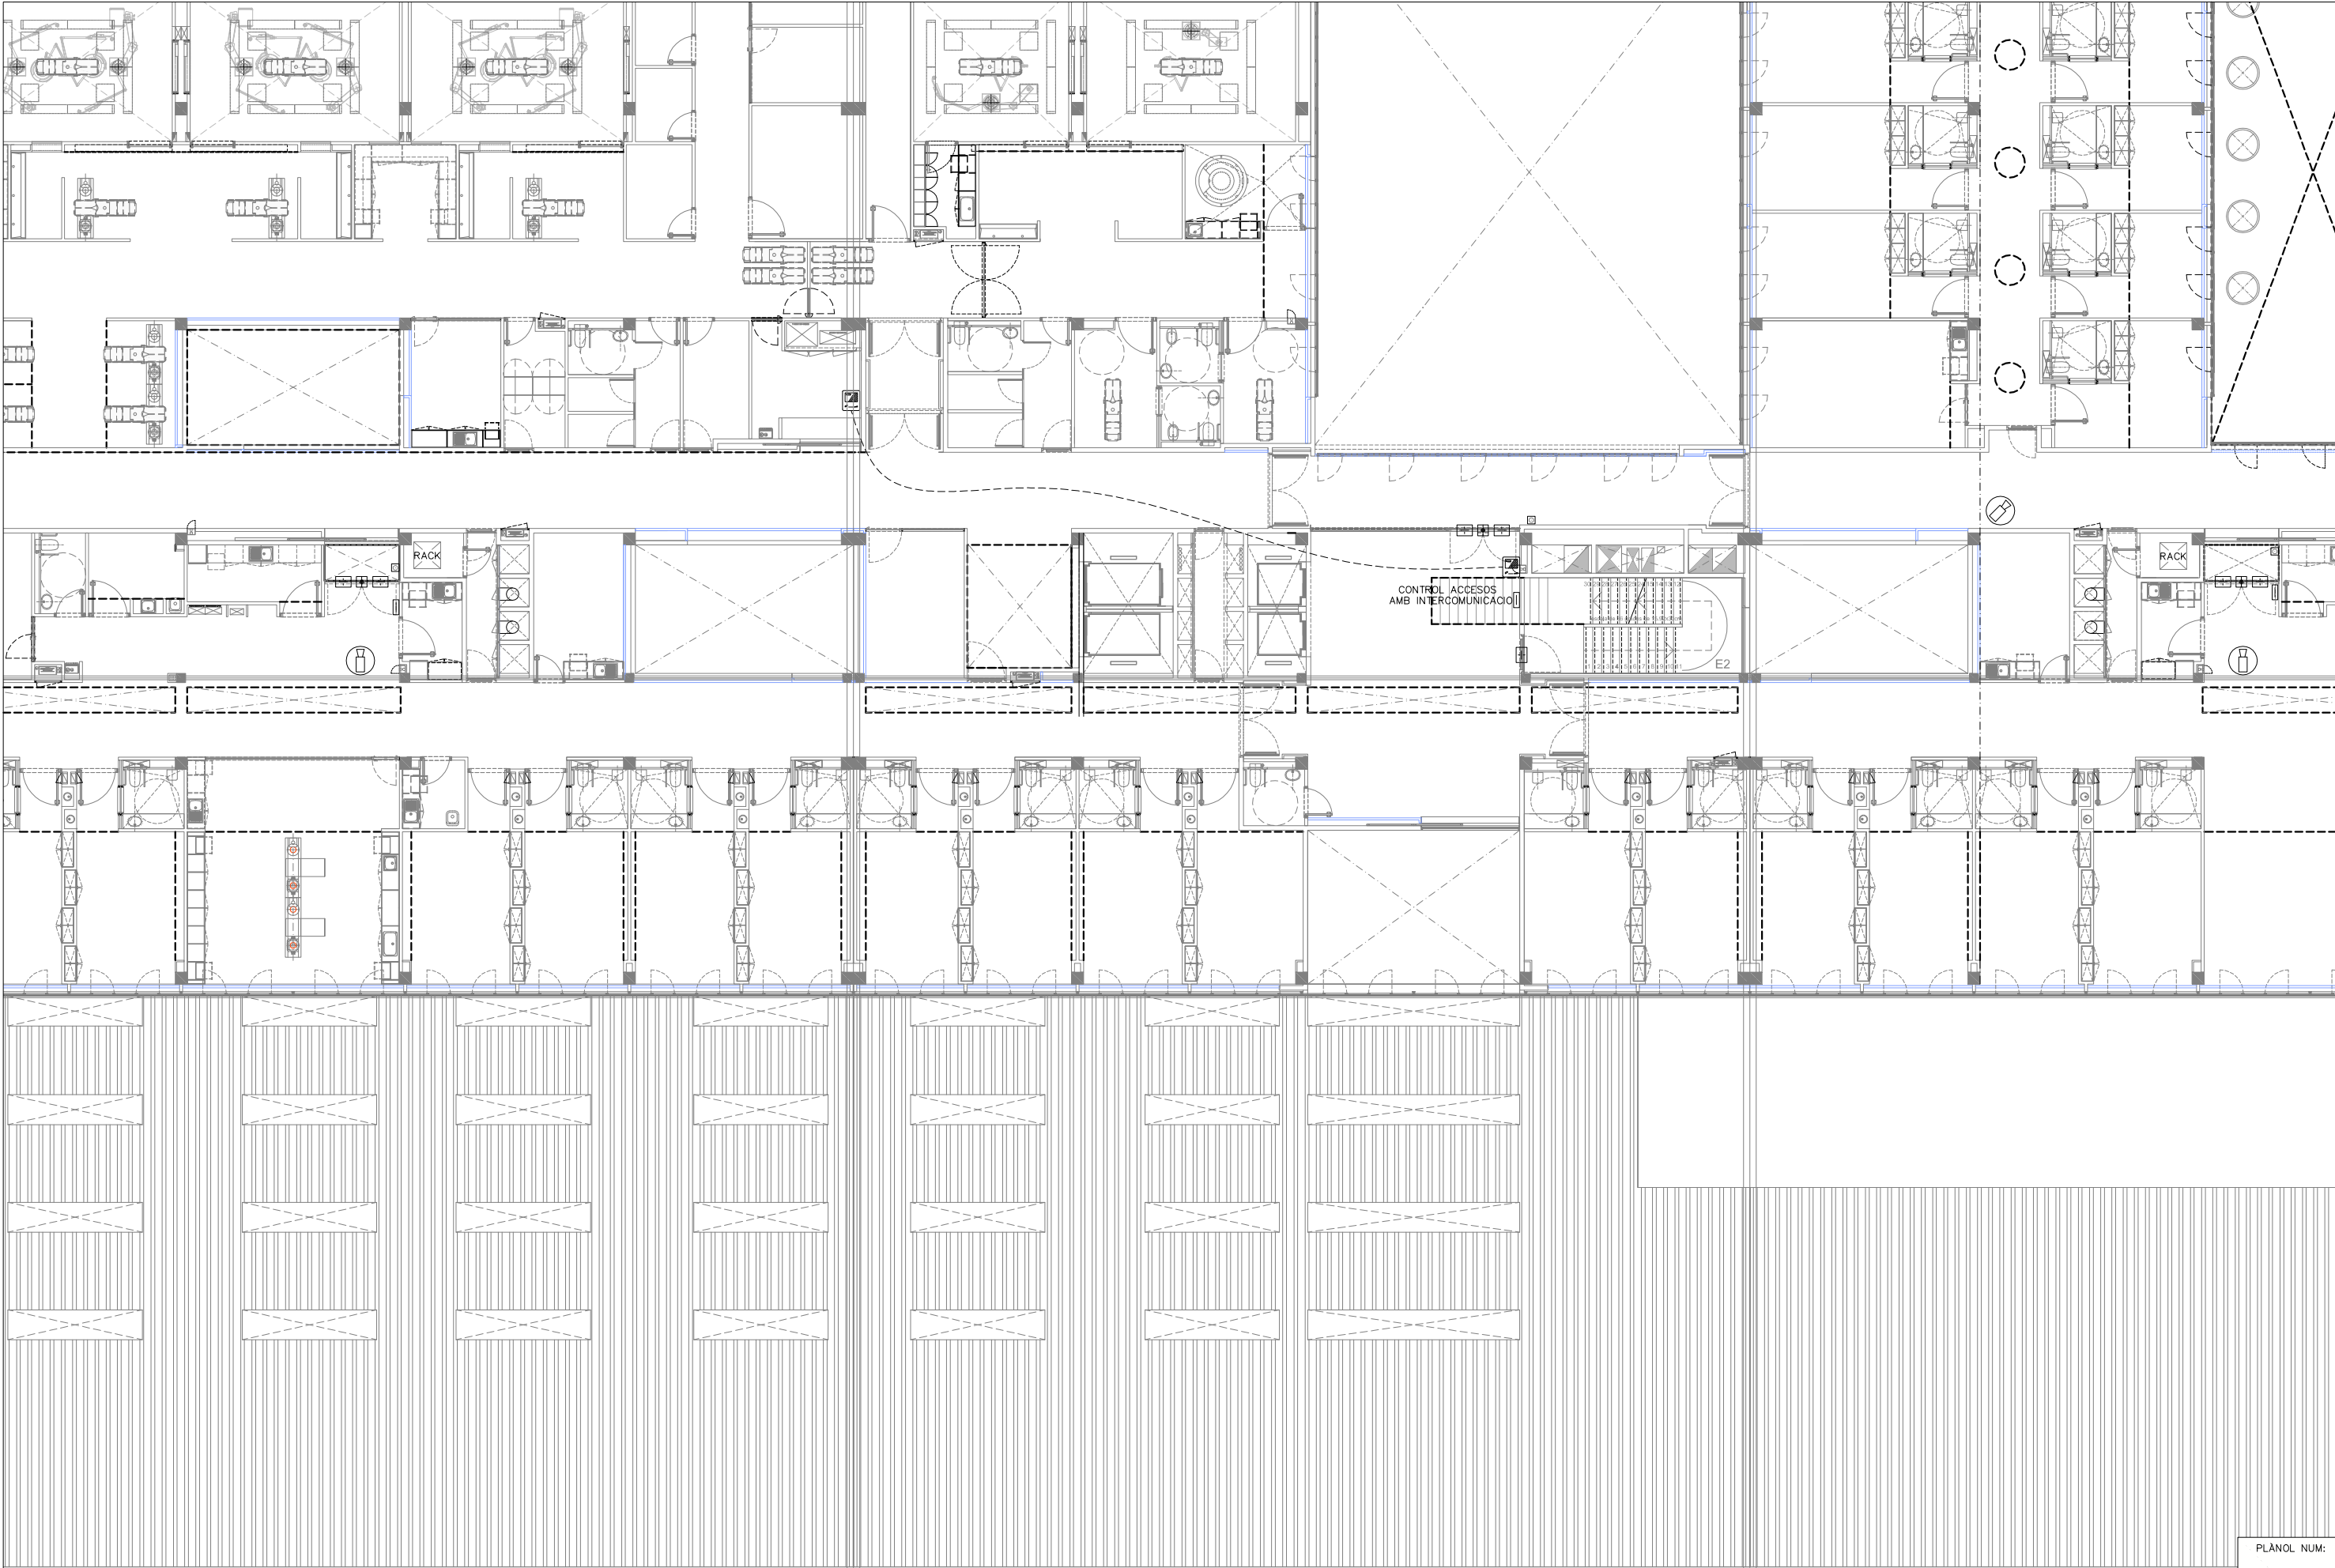 RACK
RACK
CONTROL ACCESOS
AMB INTERCOMUNICACIO
E2
PLÀNOL NUM: